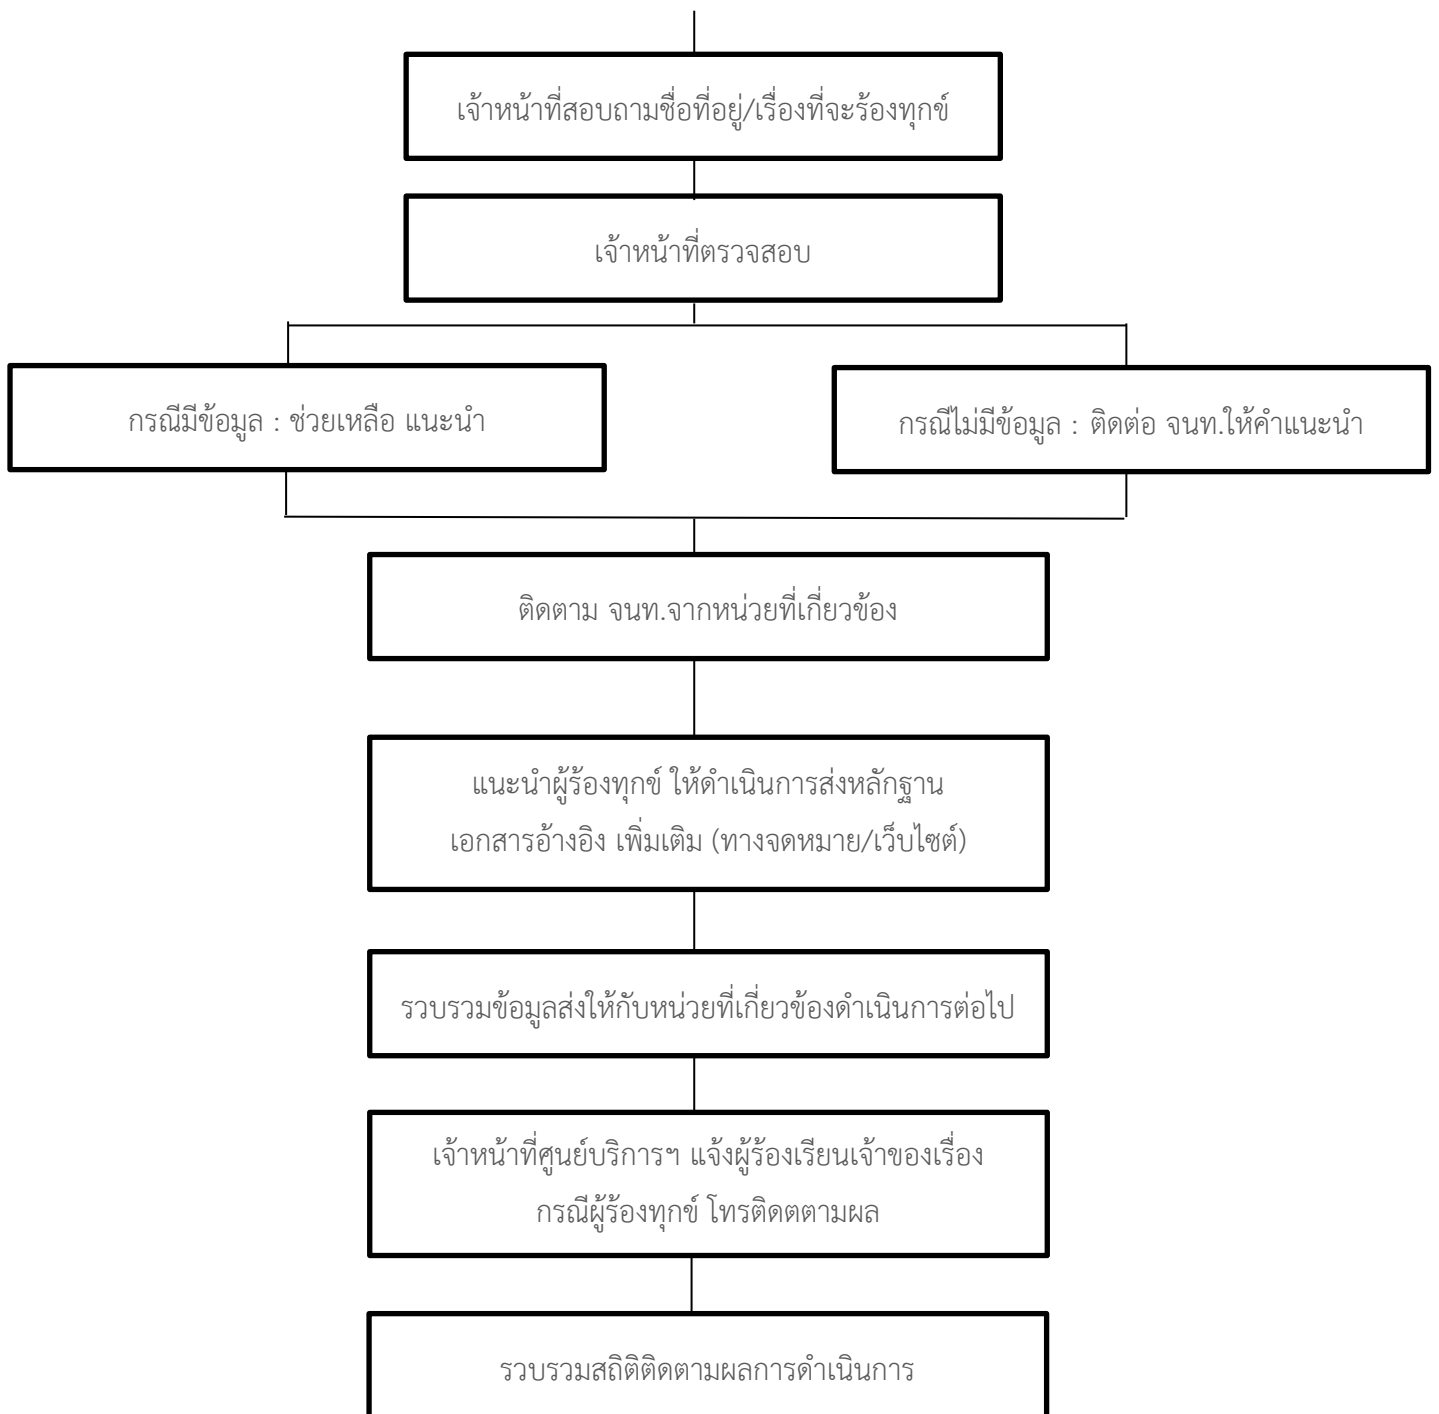 เจ้าหน้าที่สอบถามชื่อที่อยู่/เรื่องที่จะร้องทุกข์
เจ้าหน้าที่ตรวจสอบ
กรณีมีข้อมูล : ช่วยเหลือ แนะนำ
กรณีไม่มีข้อมูล : ติดต่อ จนท.ให้คำแนะนำ
ติดตาม จนท.จากหน่วยที่เกี่ยวข้อง
แนะนำผู้ร้องทุกข์ ให้ดำเนินการส่งหลักฐาน
เอกสารอ้างอิง เพิ่มเติม (ทางจดหมาย/เว็บไซต์)
รวบรวมข้อมูลส่งให้กับหน่วยที่เกี่ยวข้องดำเนินการต่อไป
เจ้าหน้าที่ศูนย์บริการฯ แจ้งผู้ร้องเรียนเจ้าของเรื่อง
กรณีผู้ร้องทุกข์ โทรติดตตามผล
รวบรวมสถิติติดตามผลการดำเนินการ